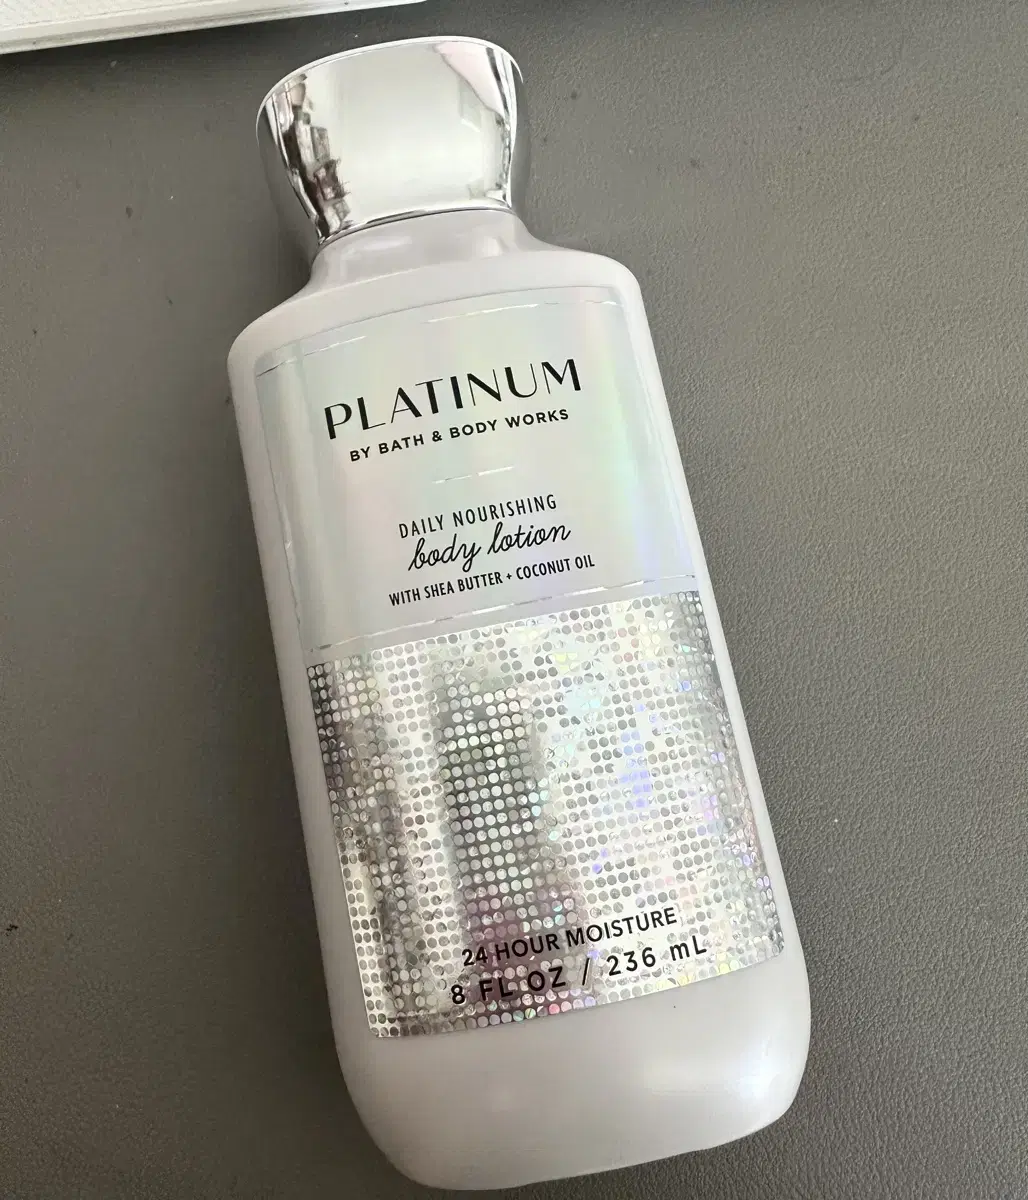 PLATINUM
BY BATH & BODY WORKS
DAILY NOURISHING
body lotion
WITH SHEA BUTTER + COCONUT OIL
24 HOUR MOISTURE
8 FL OZ / 236 mL